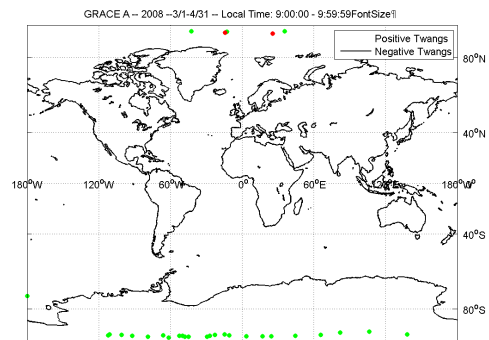 GRACE A -- 2008 --3/1-4/31 -- Local Time: 9:00:00 - 9:59:59FontSize¶
Positive Twangs
Negative Twangs
80°N
40°N
180°W 120°W 60°W 0° 60°E 120°E 180°W
40°S
80°S